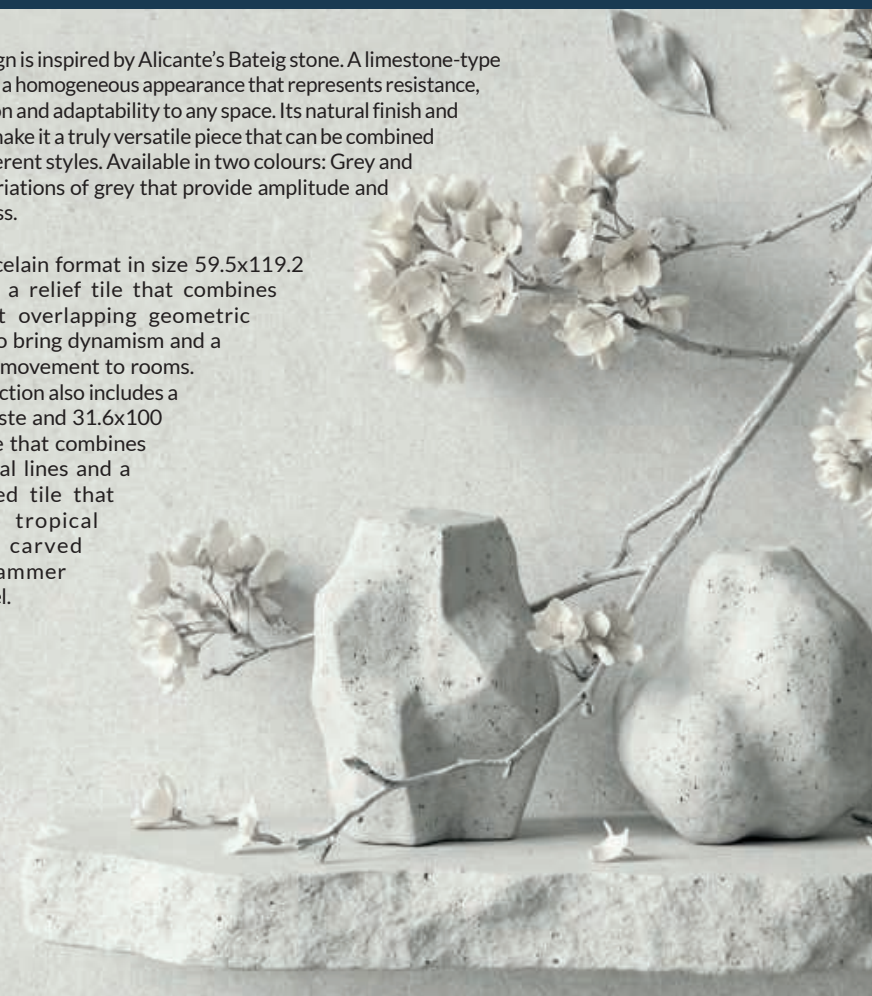 gn is inspired by Alicante’s Bateig stone. A limestone-type
a homogeneous appearance that represents resistance,
on and adaptability to any space. Its natural finish and
make it a truly versatile piece that can be combined
erent styles. Available in two colours: Grey and
riations of grey that provide amplitude and
ss.
celain format in size 59.5x119.2
a relief tile that combines
t overlapping geometric
o bring dynamism and a
movement to rooms.
ction also includes a
ste and 31.6x100
e that combines
al lines and a
ed tile that
tropical
carved
ammer
el.